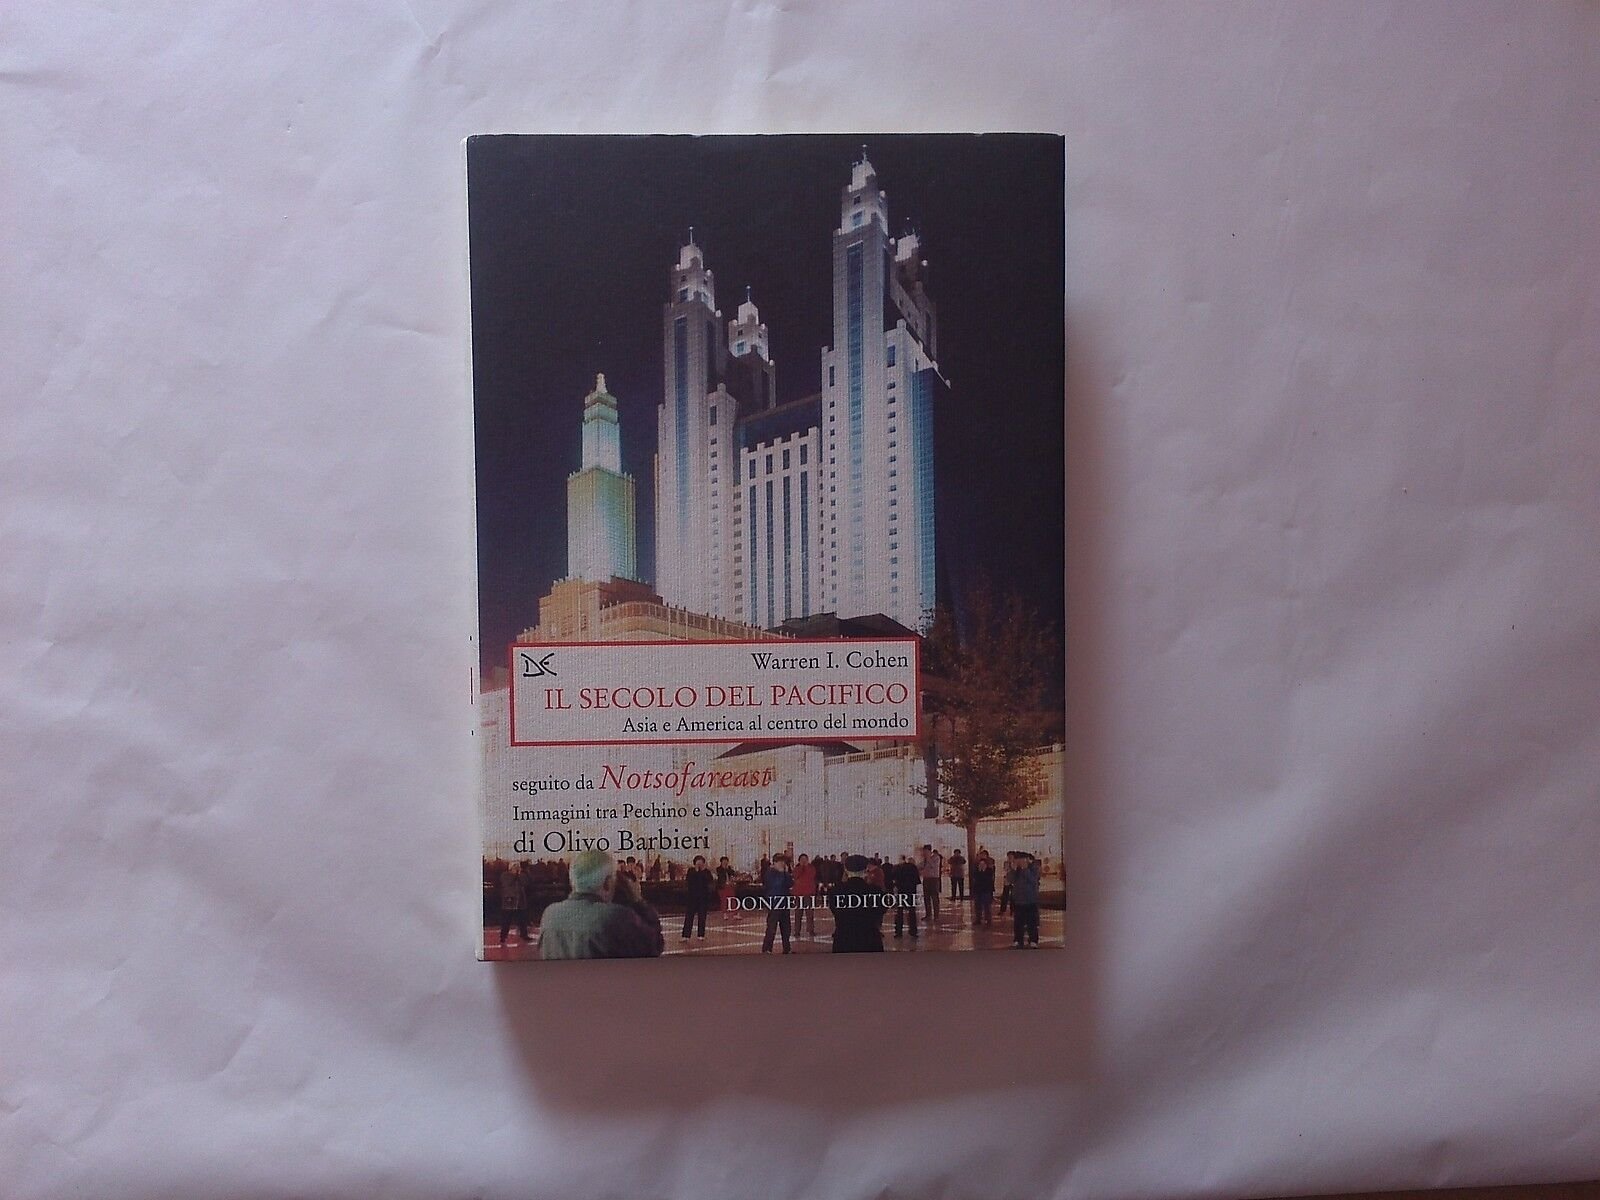 DE
Warren I. Cohen
IL SECOLO DEL PACIFICO
Asia e America al centro del mondo
seguito da Notsofareast
Immagini tra Pechino e Shanghai
di Olivo Barbieri
DONZELLI EDITORE